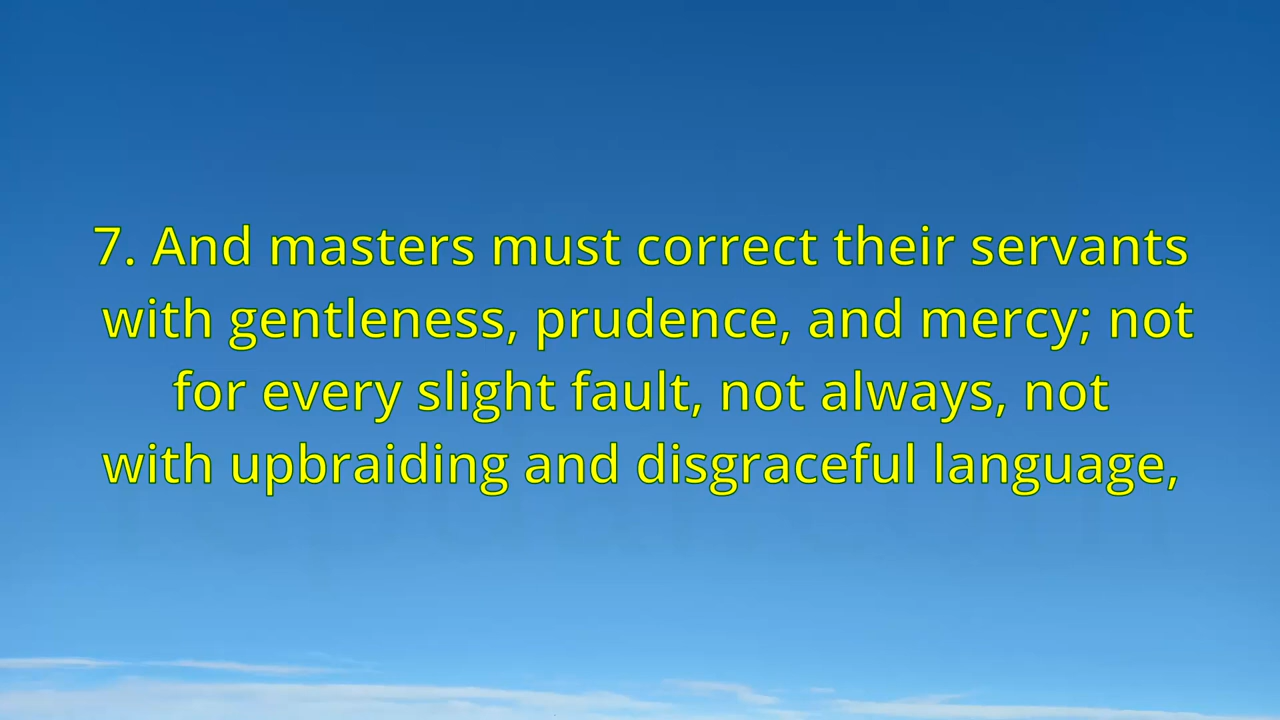 7. And masters must correct their servants
with gentleness, prudence, and mercy; not
for every slight fault, not always, not
with upbraiding and disgraceful language,